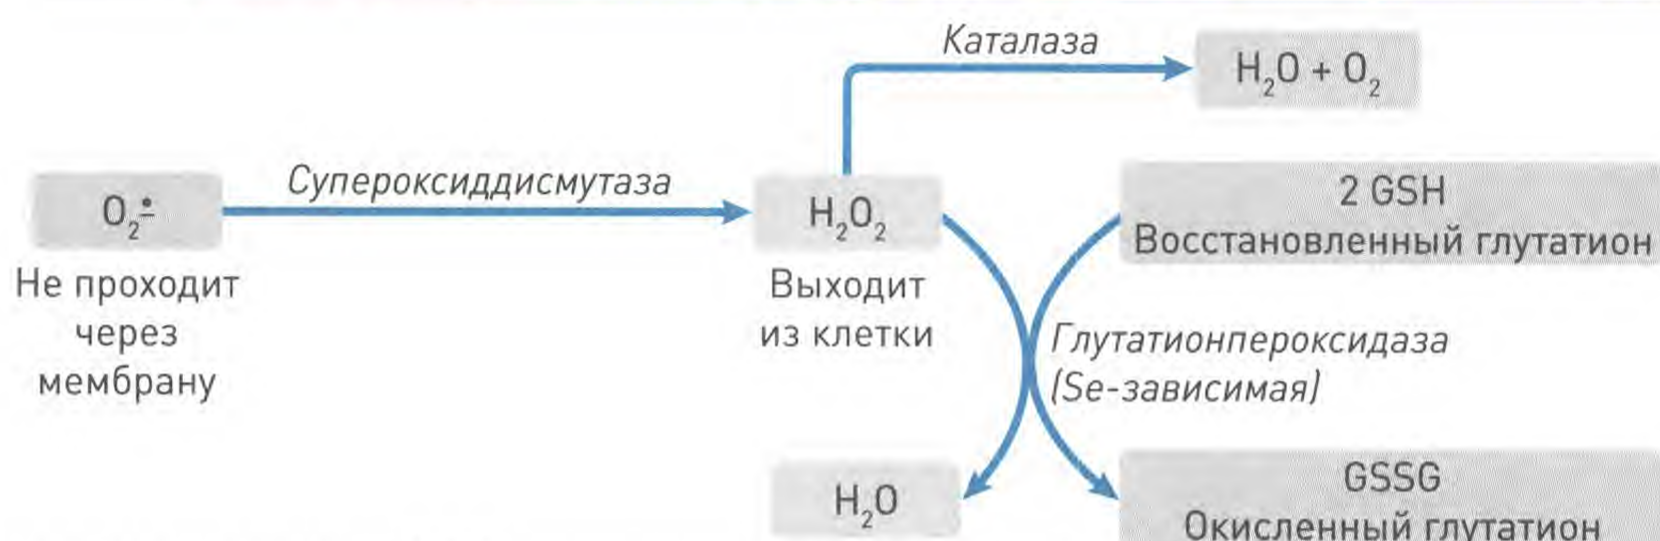 Каталаза
H₂O + O₂
Супероксиддисмутаза
O₂•̲
H₂O₂
2 GSH
Восстановленный глутатион
Не проходит
через
мембрану
Выходит
из клетки
Глутатионпероксидаза
(Se-зависимая)
H₂O
GSSG
Окисленный глутатион